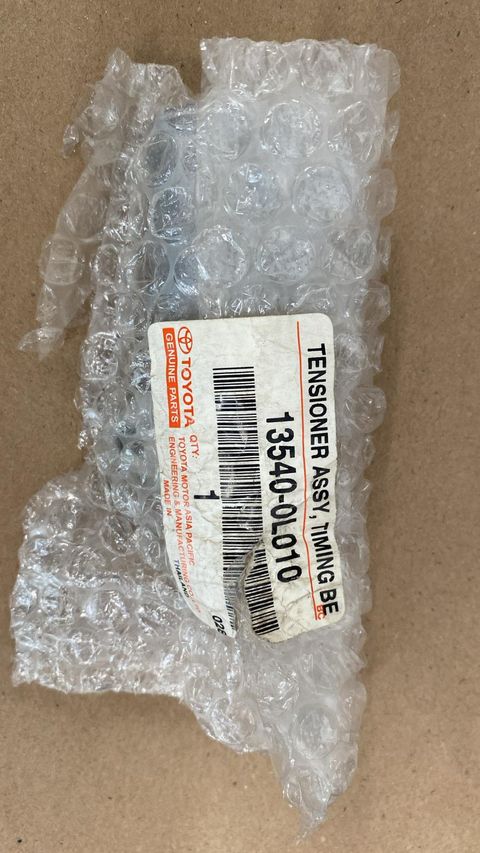 TENSIONER ASSY, TIMING BE
13540-0L010
TOYOTA
GENUINE PARTS
QTY:
1
TOYOTA MOTOR ASIA PACIFIC
ENGINEERING & MANUFACTURING
MADE IN
THAILAND